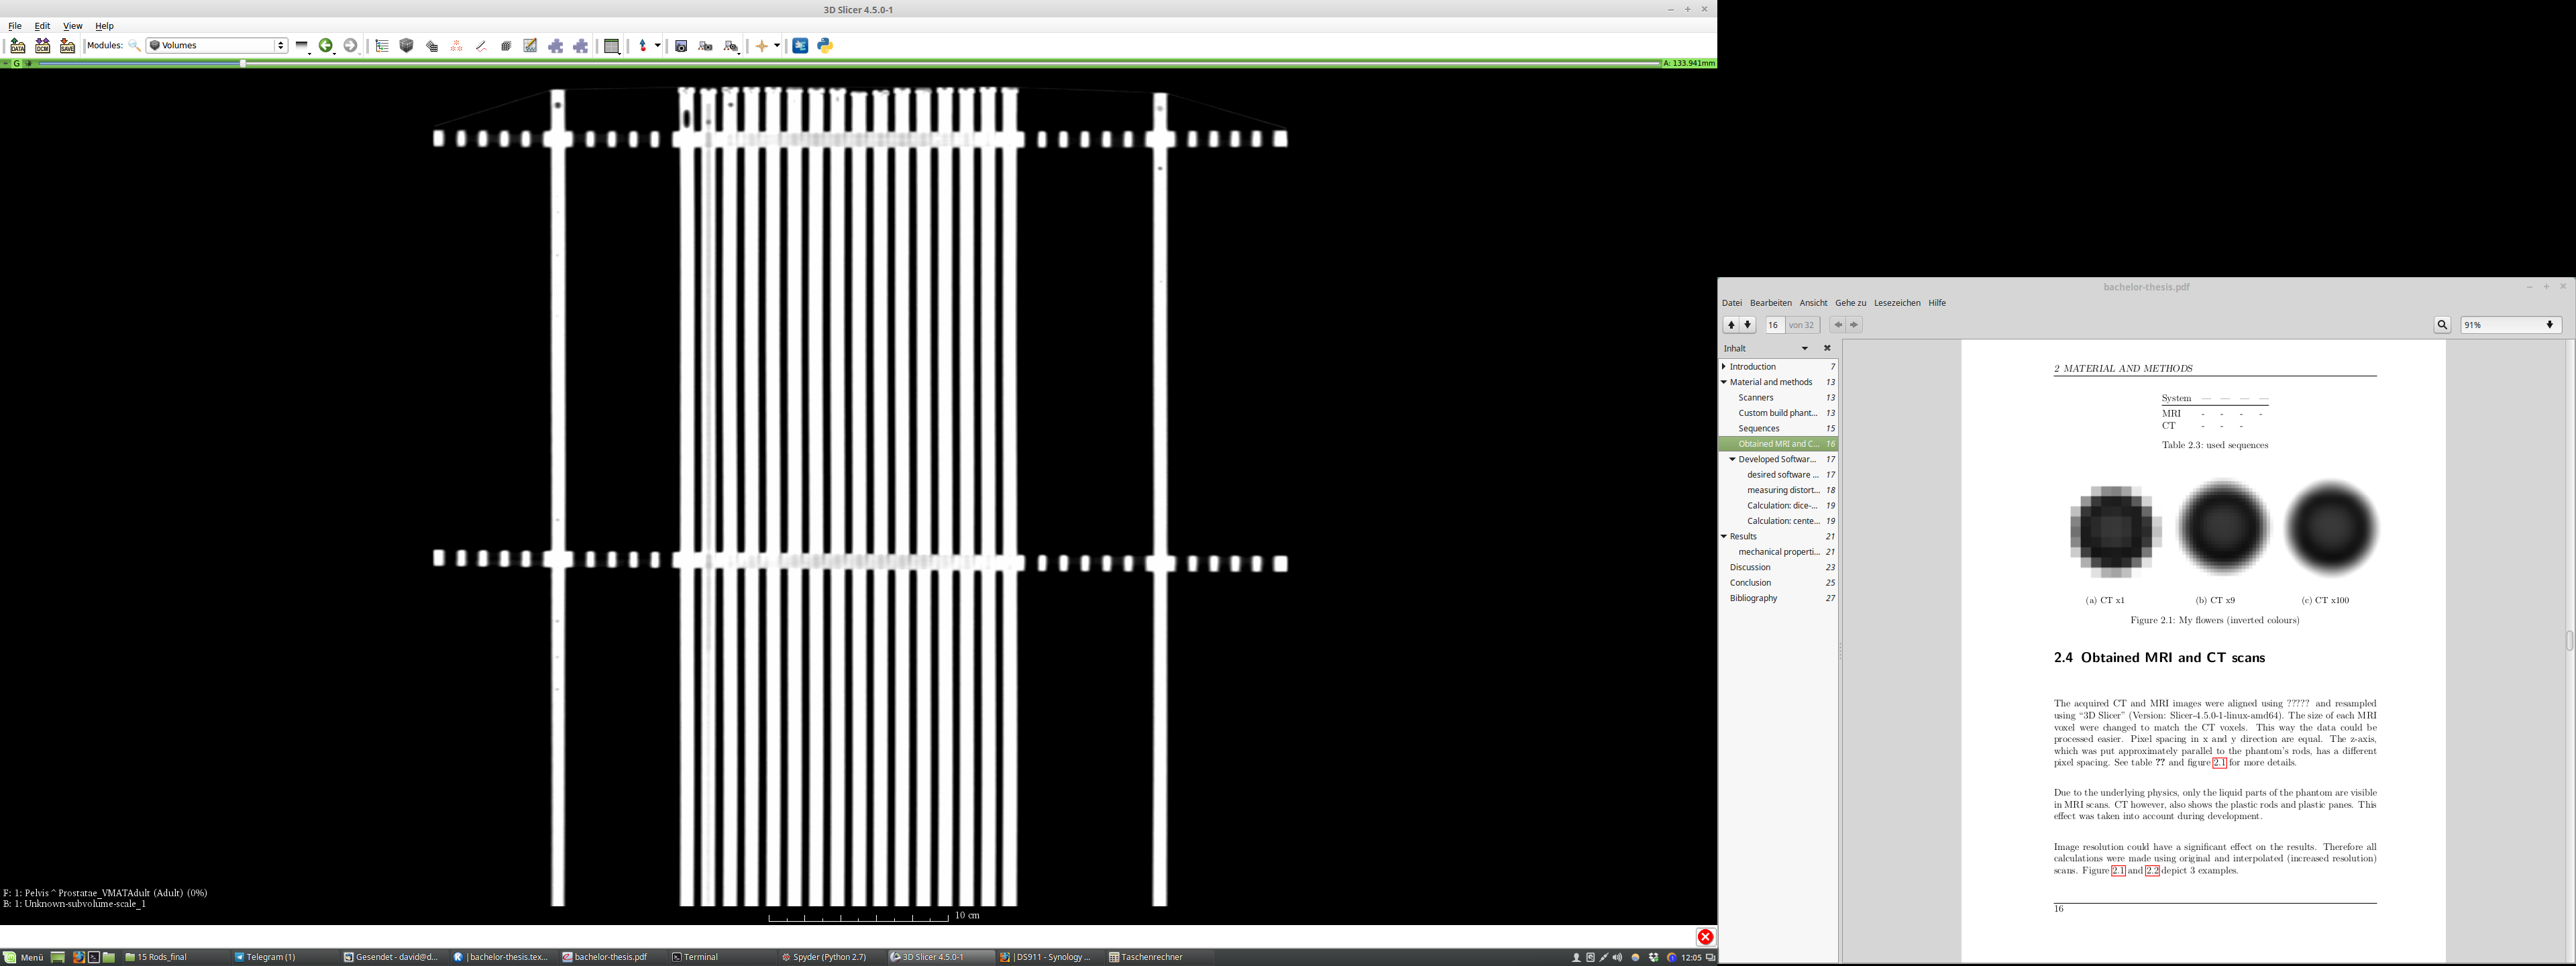 3D Slicer 4.5.0-1
File Edit View Help
DATA DCM SAVE Modules: Volumes
G A: 133.941mm
F: 1: Pelvis^Prostatae_VMATAdult (Adult) (0%)
B: 1: Unknown-subvolume-scale_1
10 cm
Menü 15 Rods_final Telegram (1) Gesendet - david@d... |bachelor-thesis.tex... bachelor-thesis.pdf Terminal Spyder (Python 2.7) 3D Slicer 4.5.0-1 |DS911 - Synology ... Taschenrechner 12:05
bachelor-thesis.pdf
Datei Bearbeiten Ansicht Gehe zu Lesezeichen Hilfe
16 von 32 91%
Inhalt
Introduction 7
Material and methods 13
Scanners 13
Custom build phant... 13
Sequences 15
Obtained MRI and C... 16
Developed Softwar... 17
desired software ... 17
measuring distort... 18
Calculation: dice-... 19
Calculation: cente... 19
Results 21
mechanical properti... 21
Discussion 23
Conclusion 25
Bibliography 27
2 MATERIAL AND METHODS
System — — — —
MRI - - - -
CT - - -
Table 2.3: used sequences
(a) CT x1 (b) CT x9 (c) CT x100
Figure 2.1: My flowers (inverted colours)
2.4 Obtained MRI and CT scans
The acquired CT and MRI images were aligned using ????? and resampled
using “3D Slicer” (Version: Slicer-4.5.0-1-linux-amd64). The size of each MRI
voxel were changed to match the CT voxels. This way the data could be
processed easier. Pixel spacing in x and y direction are equal. The z-axis,
which was put approximately parallel to the phantom’s rods, has a different
pixel spacing. See table ?? and figure 2.1 for more details.
Due to the underlying physics, only the liquid parts of the phantom are visible
in MRI scans. CT however, also shows the plastic rods and plastic panes. This
effect was taken into account during development.
Image resolution could have a significant effect on the results. Therefore all
calculations were made using original and interpolated (increased resolution)
scans. Figure 2.1 and 2.2 depict 3 examples.
16